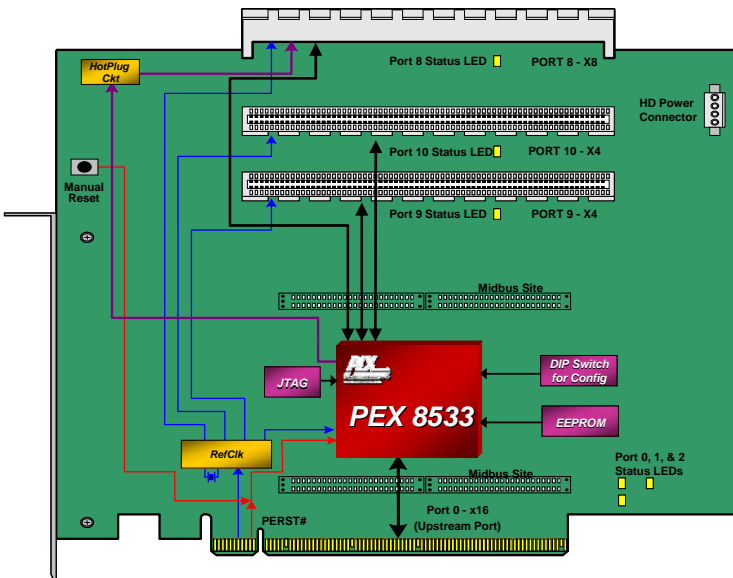 HotPlug
Ckt
Port 8 Status LED
PORT 8 - X8
HD Power
Connector
Port 10 Status LED
PORT 10 - X4
Manual
Reset
Port 9 Status LED
PORT 9 - X4
Midbus Site
PLX
JTAG
PEX 8533
DIP Switch
for Config
EEPROM
RefClk
Port 0, 1, & 2
Status LEDs
Midbus Site
PERST#
Port 0 - x16
(Upstream Port)